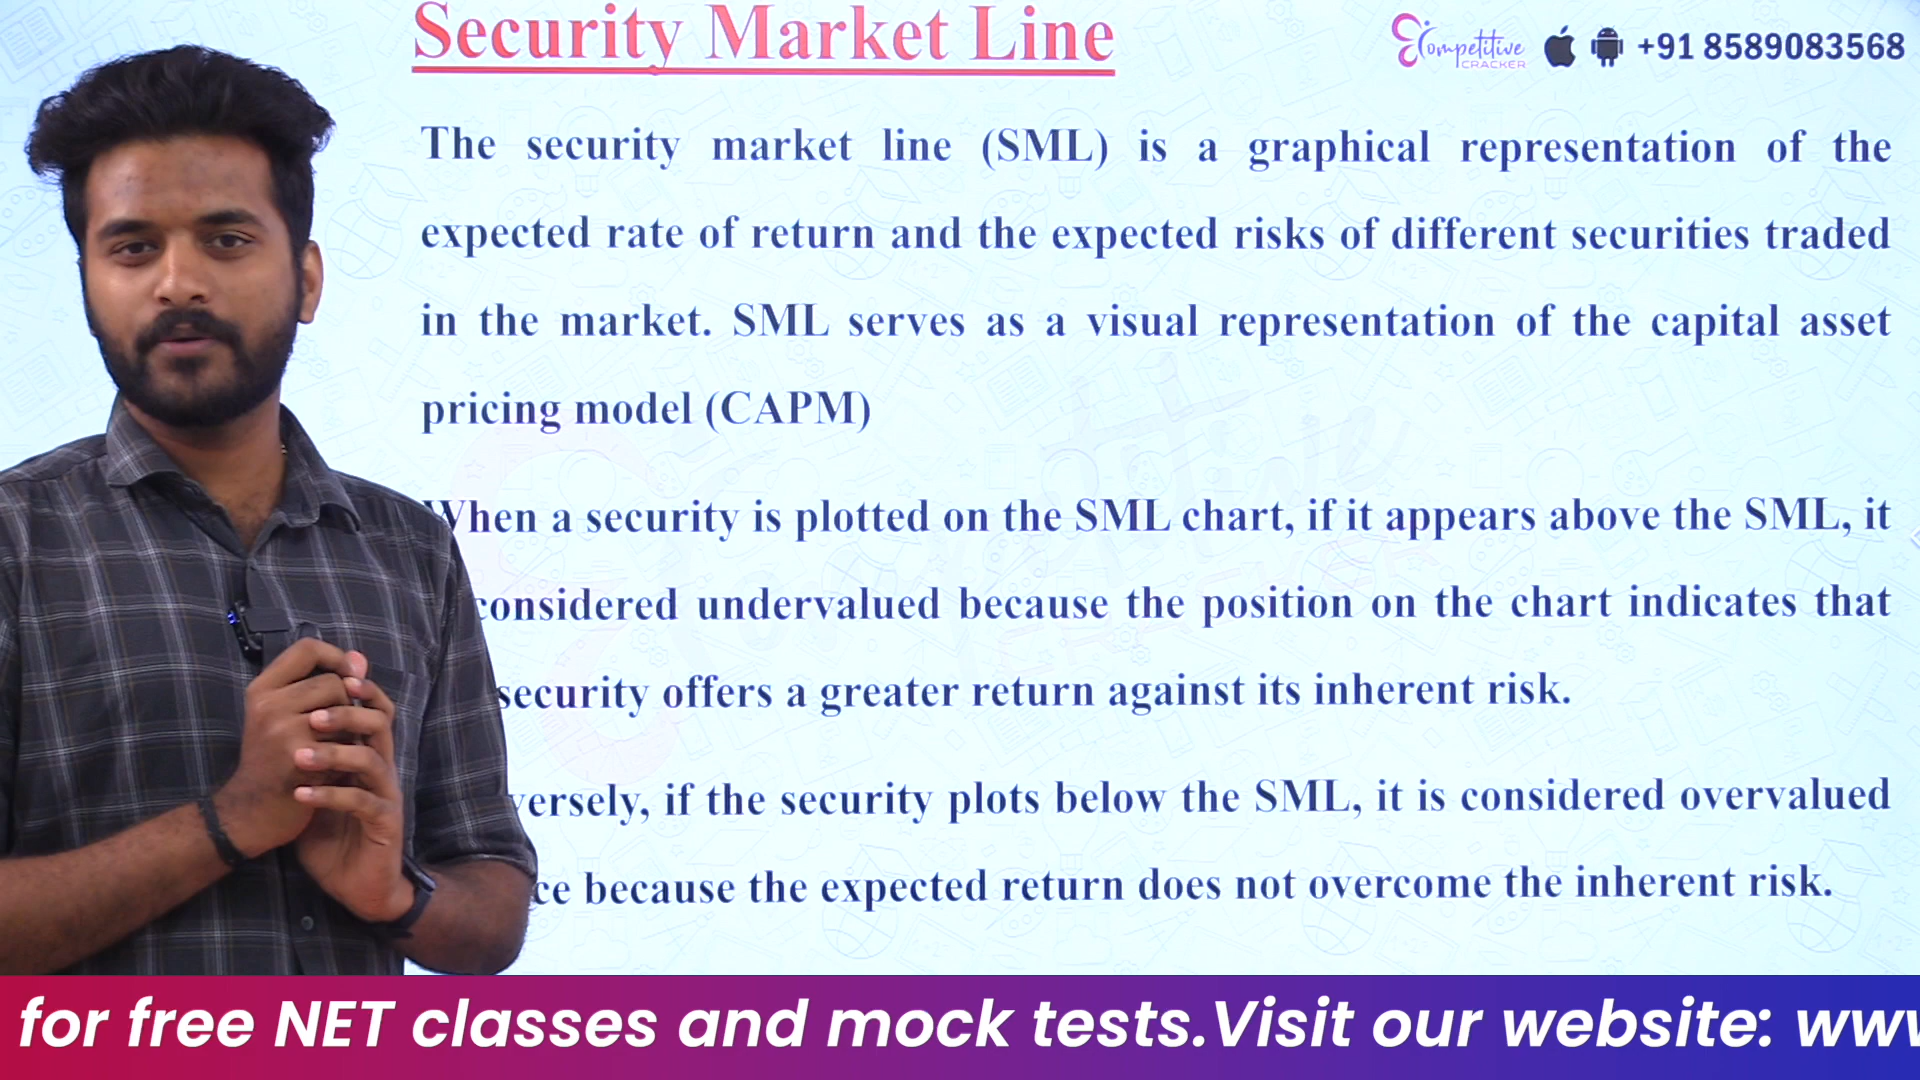 Security Market Line
Competitive
CRACKER
+91 8589083568
The security market line (SML) is a graphical representation of the
expected rate of return and the expected risks of different securities traded
in the market. SML serves as a visual representation of the capital asset
pricing model (CAPM)
When a security is plotted on the SML chart, if it appears above the SML, it
considered undervalued because the position on the chart indicates that
security offers a greater return against its inherent risk.
versely, if the security plots below the SML, it is considered overvalued
ce because the expected return does not overcome the inherent risk.
for free NET classes and mock tests.Visit our website: www